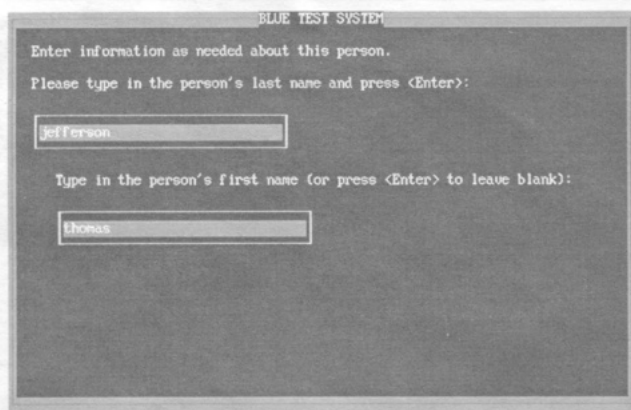 BLUE TEST SYSTEM
Enter information as needed about this person.
Please type in the person's last name and press <Enter>:
jefferson
Type in the person's first name (or press <Enter> to leave blank):
thomas